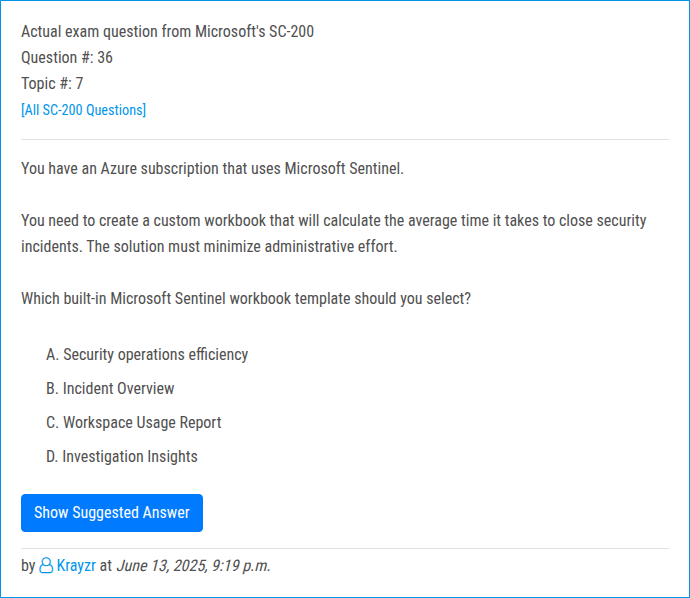 Actual exam question from Microsoft's SC-200
Question #: 36
Topic #: 7
[All SC-200 Questions]
You have an Azure subscription that uses Microsoft Sentinel.
You need to create a custom workbook that will calculate the average time it takes to close security
incidents. The solution must minimize administrative effort.
Which built-in Microsoft Sentinel workbook template should you select?
A. Security operations efficiency
B. Incident Overview
C. Workspace Usage Report
D. Investigation Insights
Show Suggested Answer
by Krayzr at June 13, 2025, 9:19 p.m.